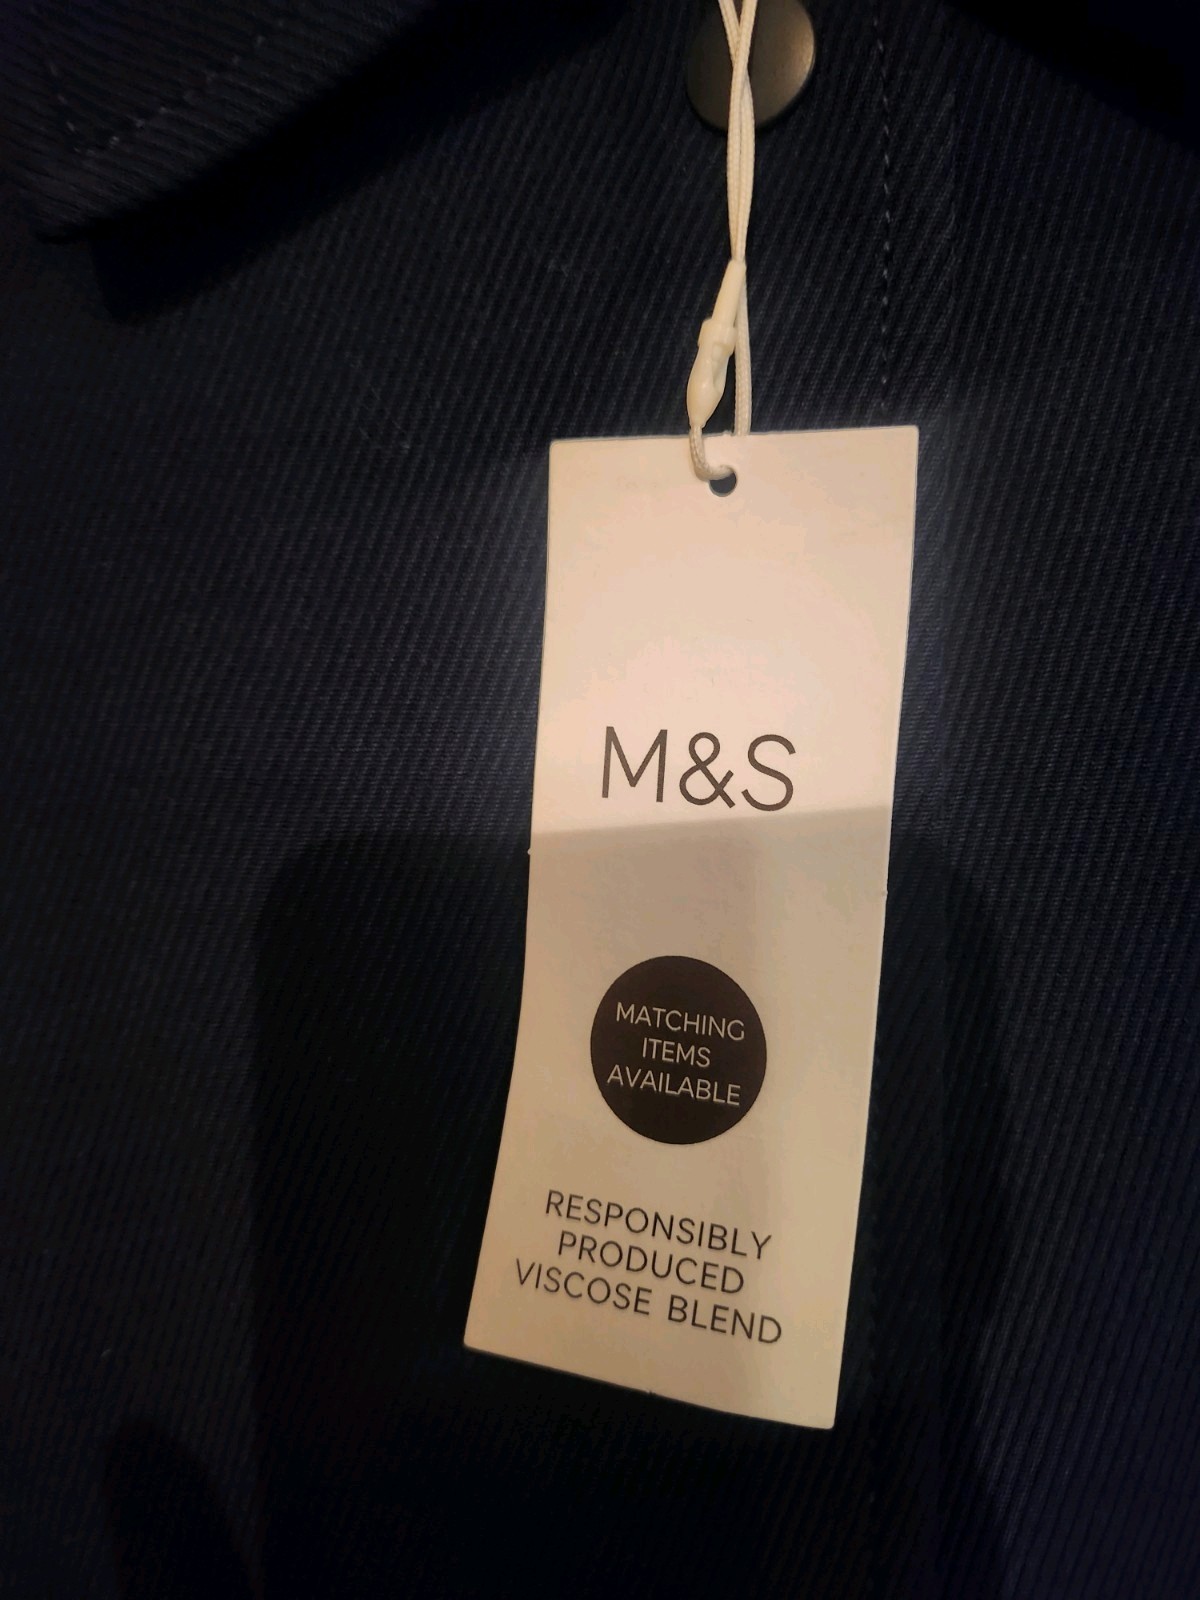 M&S
MATCHING
ITEMS
AVAILABLE
RESPONSIBLY
PRODUCED
VISCOSE BLEND